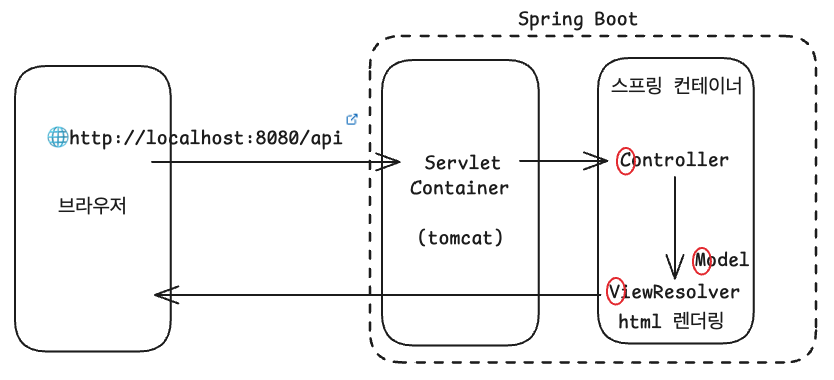 Spring Boot
http://localhost:8080/api
브라우저
Servlet
Container
(tomcat)
스프링 컨테이너
Controller
Model
ViewResolver
html 렌더링